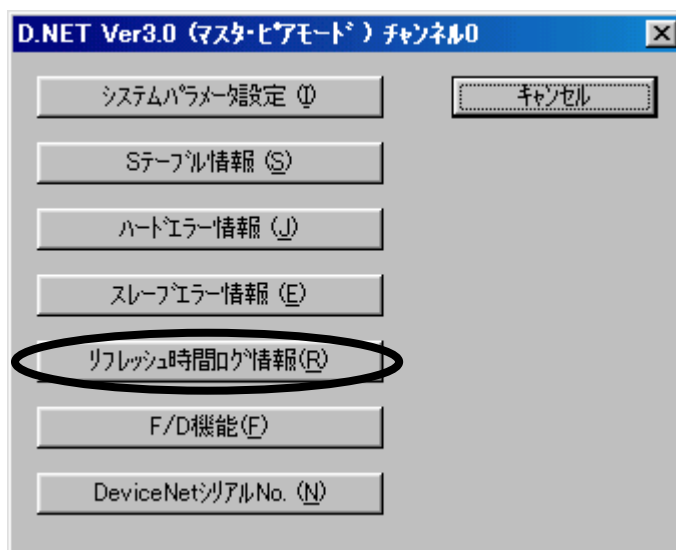 D.NET Ver3.0 (ﾏｽﾀ･ﾋﾟｱﾓｰﾄﾞ) ﾁｬﾝﾈﾙ0
ｼｽﾃﾑﾊﾟﾗﾒｰﾀ設定 (I)
キャンセル
Sﾃｰﾌﾞﾙ情報 (S)
ﾊｰﾄﾞｴﾗｰ情報 (J)
ｽﾚｰﾌﾞｴﾗｰ情報 (E)
ﾘﾌﾚｯｼｭ時間ﾛｸﾞ情報(R)
F/D機能(F)
DeviceNetｼﾘｱﾙNo. (N)